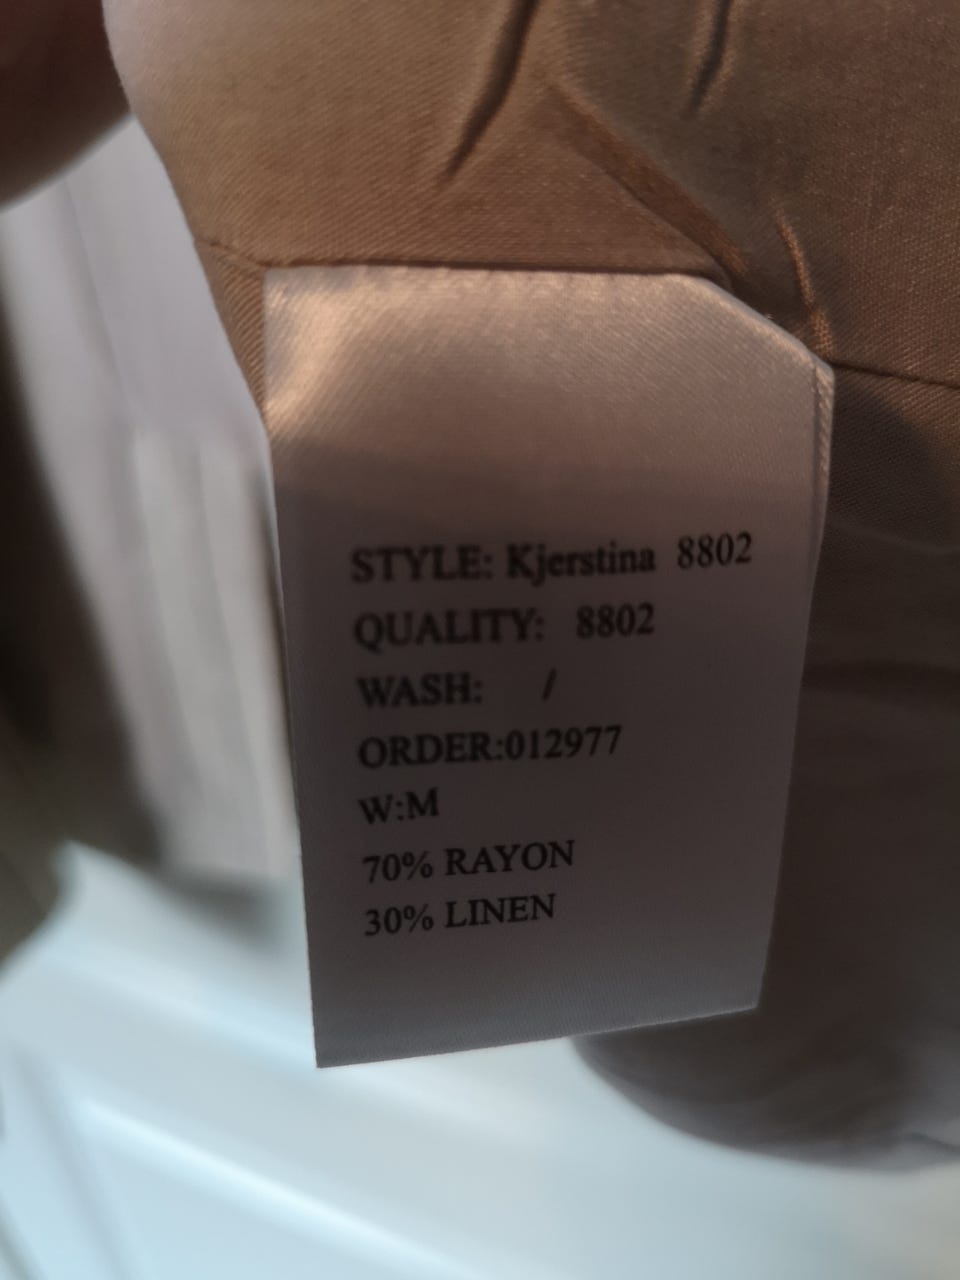 STYLE: Kjerstina 8802
QUALITY: 8802
WASH: /
ORDER:012977
W:M
70% RAYON
30% LINEN